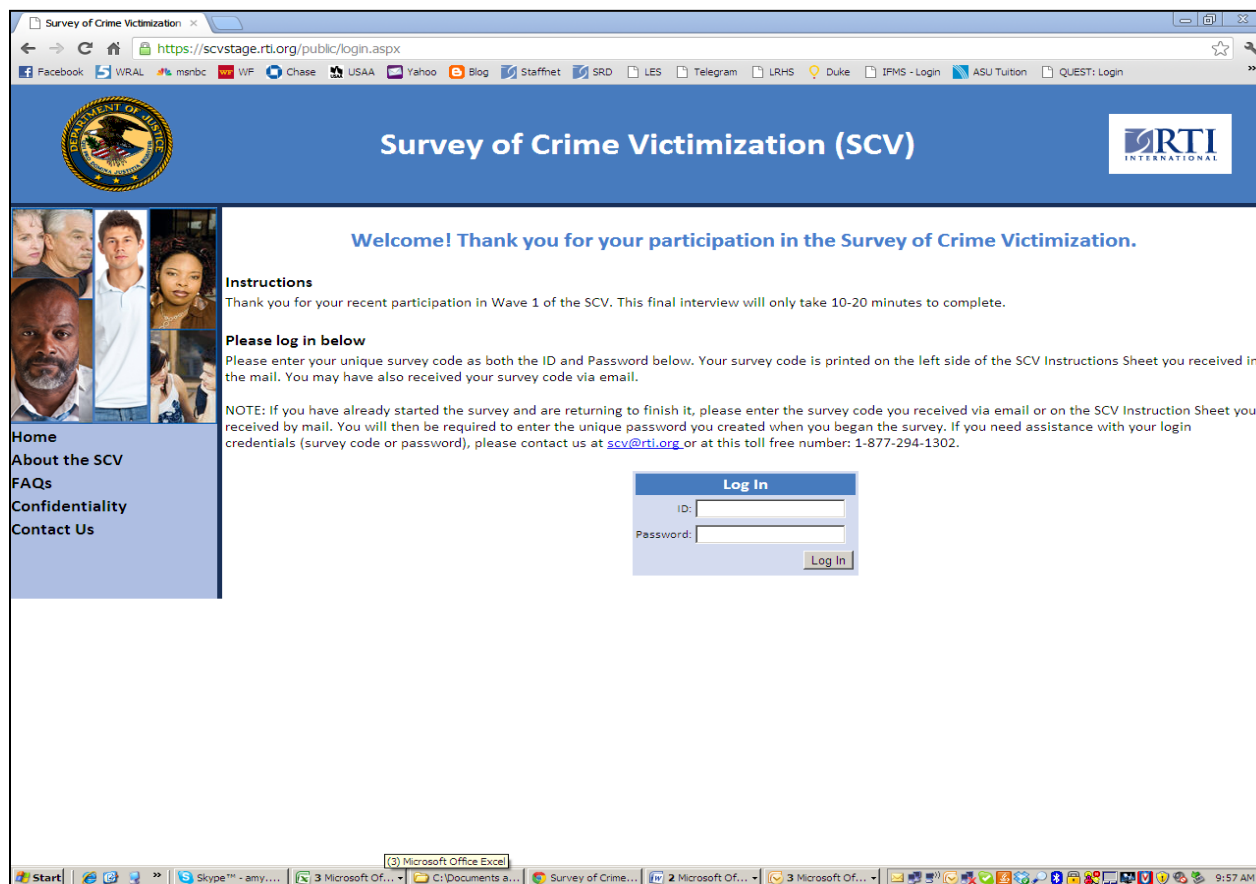 Survey of Crime Victimization
https://scvstage.rti.org/public/login.aspx
Facebook WRAL msnbc WF WF Chase USAA Yahoo Blog Staffnet SRD LES Telegram LRHS Duke IFMS - Login ASU Tuition QUEST: Login »
DEPARTMENT OF JUSTICE
Survey of Crime Victimization (SCV)
RTI
INTERNATIONAL
Welcome! Thank you for your participation in the Survey of Crime Victimization.
Instructions
Thank you for your recent participation in Wave 1 of the SCV. This final interview will only take 10-20 minutes to complete.
Please log in below
Please enter your unique survey code as both the ID and Password below. Your survey code is printed on the left side of the SCV Instructions Sheet you received in
the mail. You may have also received your survey code via email.
NOTE: If you have already started the survey and are returning to finish it, please enter the survey code you received via email or on the SCV Instruction Sheet you
received by mail. You will then be required to enter the unique password you created when you began the survey. If you need assistance with your login
credentials (survey code or password), please contact us at scv@rti.org or at this toll free number: 1-877-294-1302.
Home
About the SCV
FAQs
Confidentiality
Contact Us
Log In
ID:
Password:
Log In
(3) Microsoft Office Excel
Start » Skype™ - amy.... 3 Microsoft Of... C:\Documents a... Survey of Crime... 2 Microsoft Of... 3 Microsoft Of... 9:57 AM